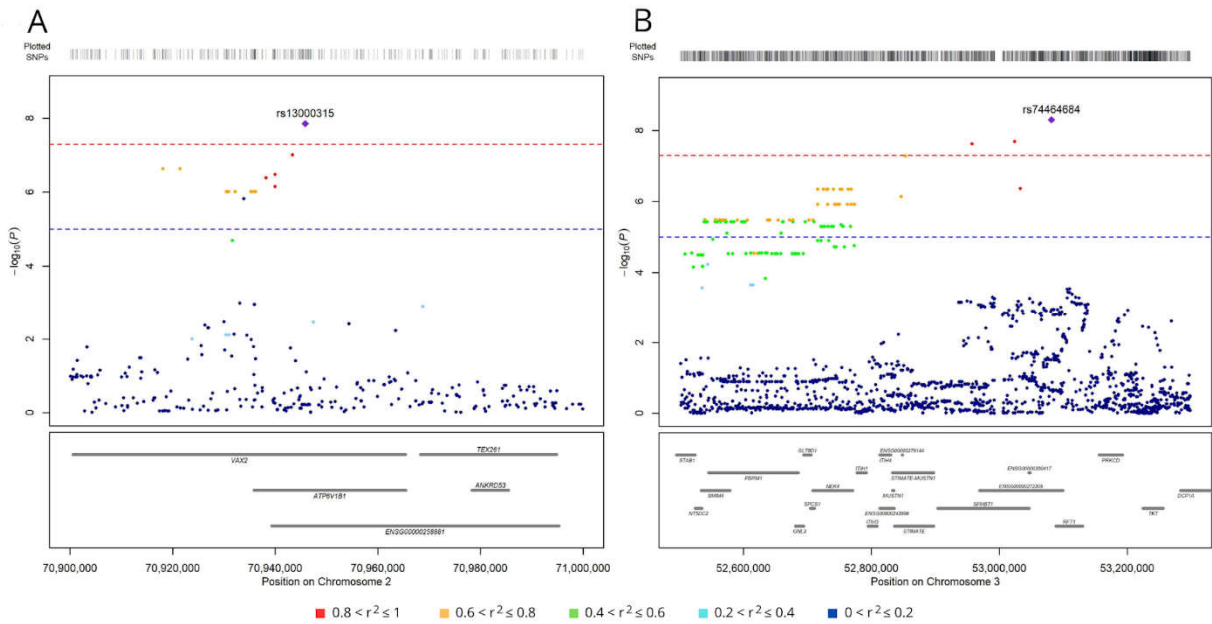 A
Plotted
SNPs
rs13000315
8
6
4
2
0
−log10(P)
VAX2
TEX261
ATP6V1B1
ANKRD53
70,900,000 70,920,000 70,940,000 70,960,000 70,980,000 71,000,000
Position on Chromosome 2
B
Plotted
SNPs
rs74464684
8
6
4
2
0
−log10(P)
GLT8D1
STAB1
ITIH4
PRKCD
PBRM1
ITIH1
STIMATE-MUSTN1
NEK4
MUSTN1
DCP1A
NT5DC2
SPCS1
SFMBT1
TKT
GNL3
ITIH3
STIMATE
RFT1
52,600,000 52,800,000 53,000,000 53,200,000
Position on Chromosome 3
0.8 < r² ≤ 1 0.6 < r² ≤ 0.8 0.4 < r² ≤ 0.6 0.2 < r² ≤ 0.4 0 < r² ≤ 0.2